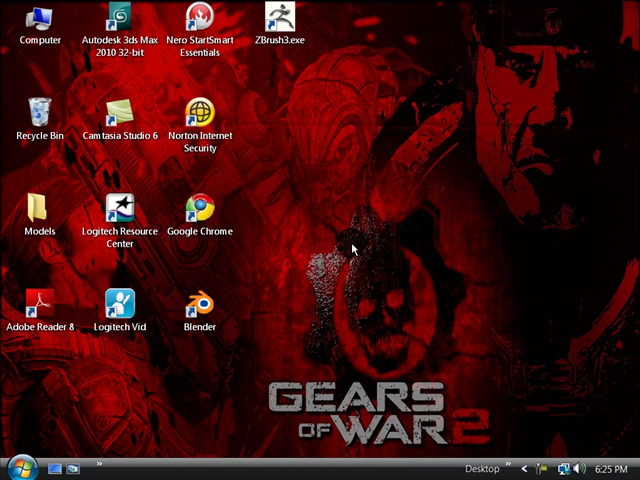 Computer
Autodesk 3ds Max
2010 32-bit
Nero StartSmart
Essentials
ZBrush3.exe
Recycle Bin
Camtasia Studio 6
Norton Internet
Security
Models
Logitech Resource
Center
Google Chrome
Adobe Reader 8
Logitech Vid
Blender
GEARS
OF WAR 2
Desktop
6:25 PM